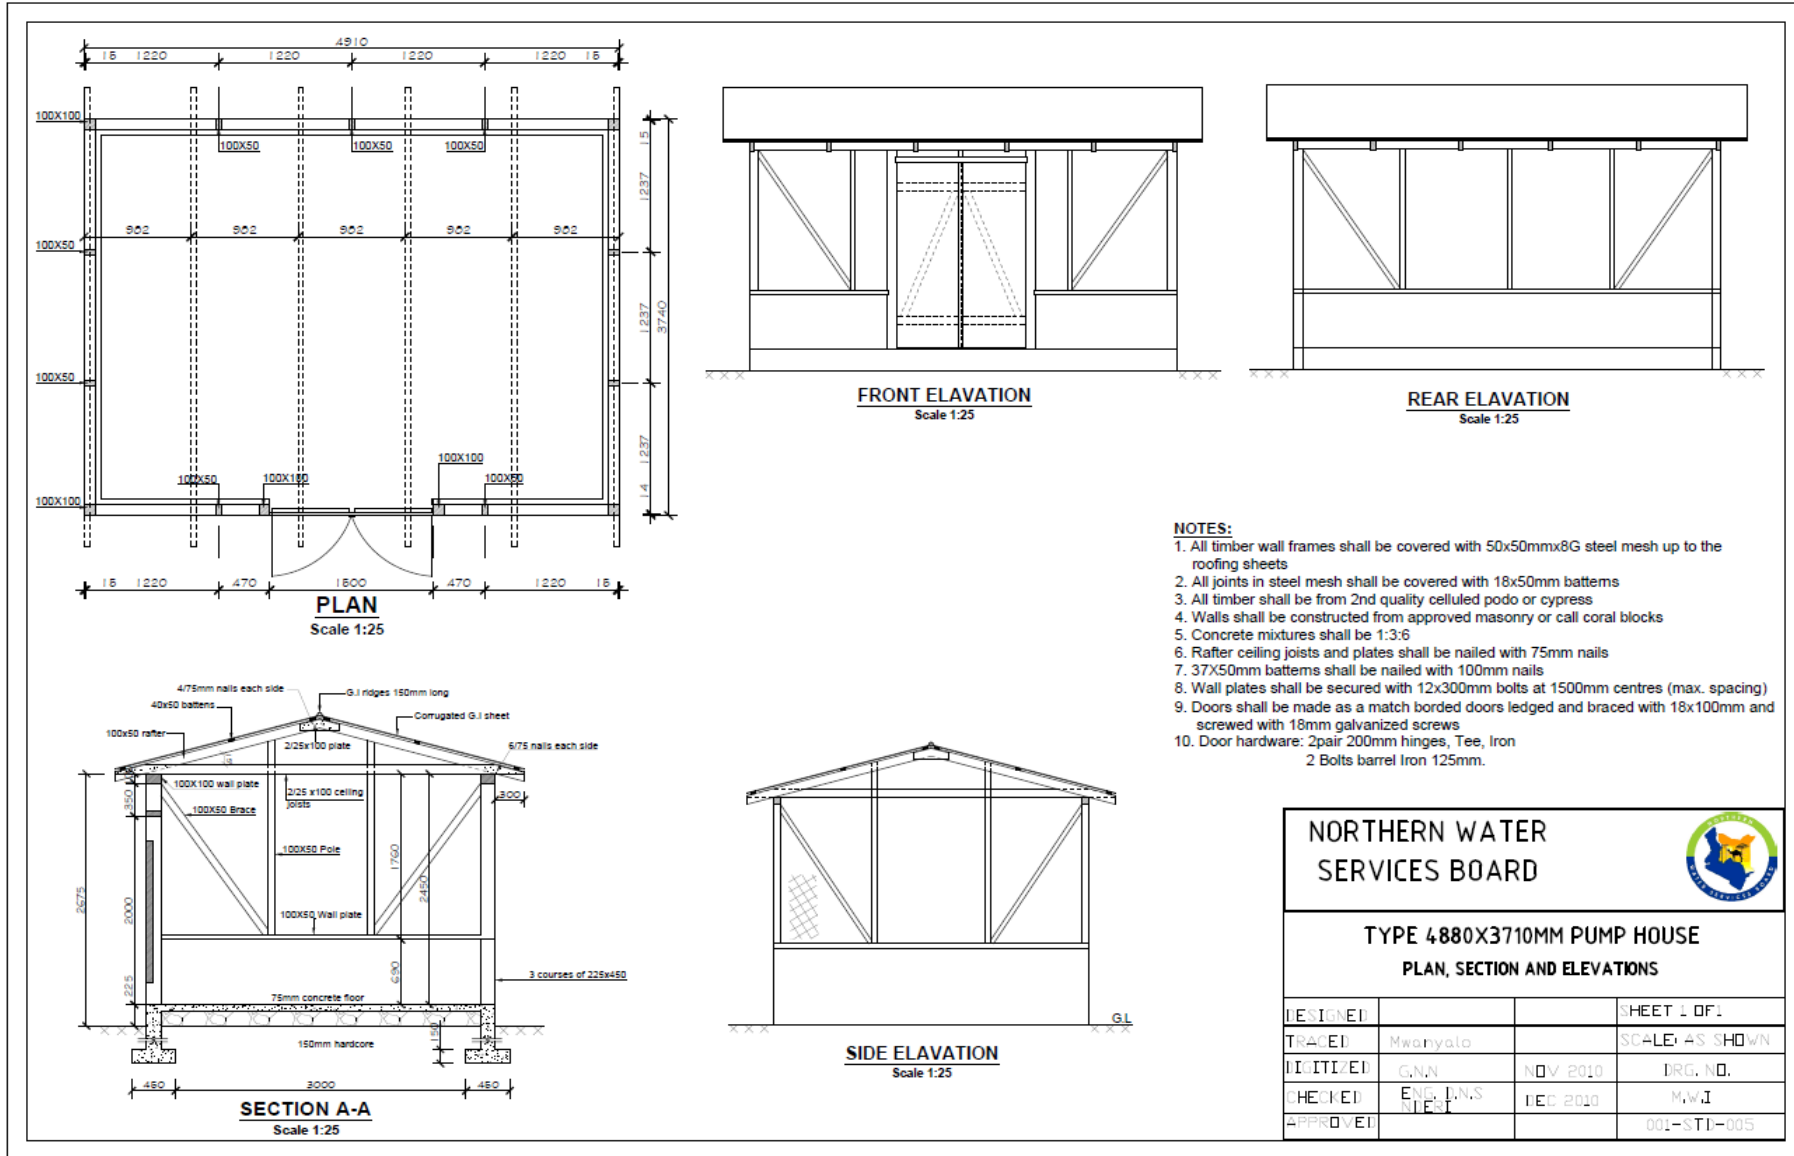 4910
15 1220 1220 1220 1220 15
100X100
100X50 100X50 100X50
15
1237
982 982 982 982 982
100X50
1237
3740
100X50
1237
100X100
100X50 100X100 100X50
100X100
14
15 1220 470 1500 470 1220 15
PLAN
Scale 1:25
FRONT ELAVATION
Scale 1:25
REAR ELAVATION
Scale 1:25
NOTES:
1. All timber wall frames shall be covered with 50x50mmx8G steel mesh up to the
roofing sheets
2. All joints in steel mesh shall be covered with 18x50mm battems
3. All timber shall be from 2nd quality celluled podo or cypress
4. Walls shall be constructed from approved masonry or call coral blocks
5. Concrete mixtures shall be 1:3:6
6. Rafter ceiling joists and plates shall be nailed with 75mm nails
7. 37X50mm battems shall be nailed with 100mm nails
8. Wall plates shall be secured with 12x300mm bolts at 1500mm centres (max. spacing)
9. Doors shall be made as a match borded doors ledged and braced with 18x100mm and
screwed with 18mm galvanized screws
10. Door hardware: 2pair 200mm hinges, Tee, Iron
2 Bolts barrel Iron 125mm.
4/75mm nails each side
G.I ridges 150mm long
40x50 battens
Corrugated G.I sheet
100x50 rafter
2/25x100 plate
6/75 nails each side
100X100 wall plate
2/25 x100 ceiling
joists
300
350
100X50 Brace
100X50 Pole
1760
2450
2675
2000
100X50 Wall plate
690
3 courses of 225x450
225
75mm concrete floor
150mm hardcore
150
450 3000 450
SECTION A-A
Scale 1:25
G.L
SIDE ELAVATION
Scale 1:25
NORTHERN WATER
SERVICES BOARD
TYPE 4880X3710MM PUMP HOUSE
PLAN, SECTION AND ELEVATIONS
DESIGNED SHEET 1 OF1
TRACED Mwanyalo SCALE: AS SHOWN
DIGITIZED G.N.N NOV 2010 DRG. NO.
CHECKED ENG. D.N.S
NDERI DEC 2010 M.W.I
APPROVED 001-STD-005